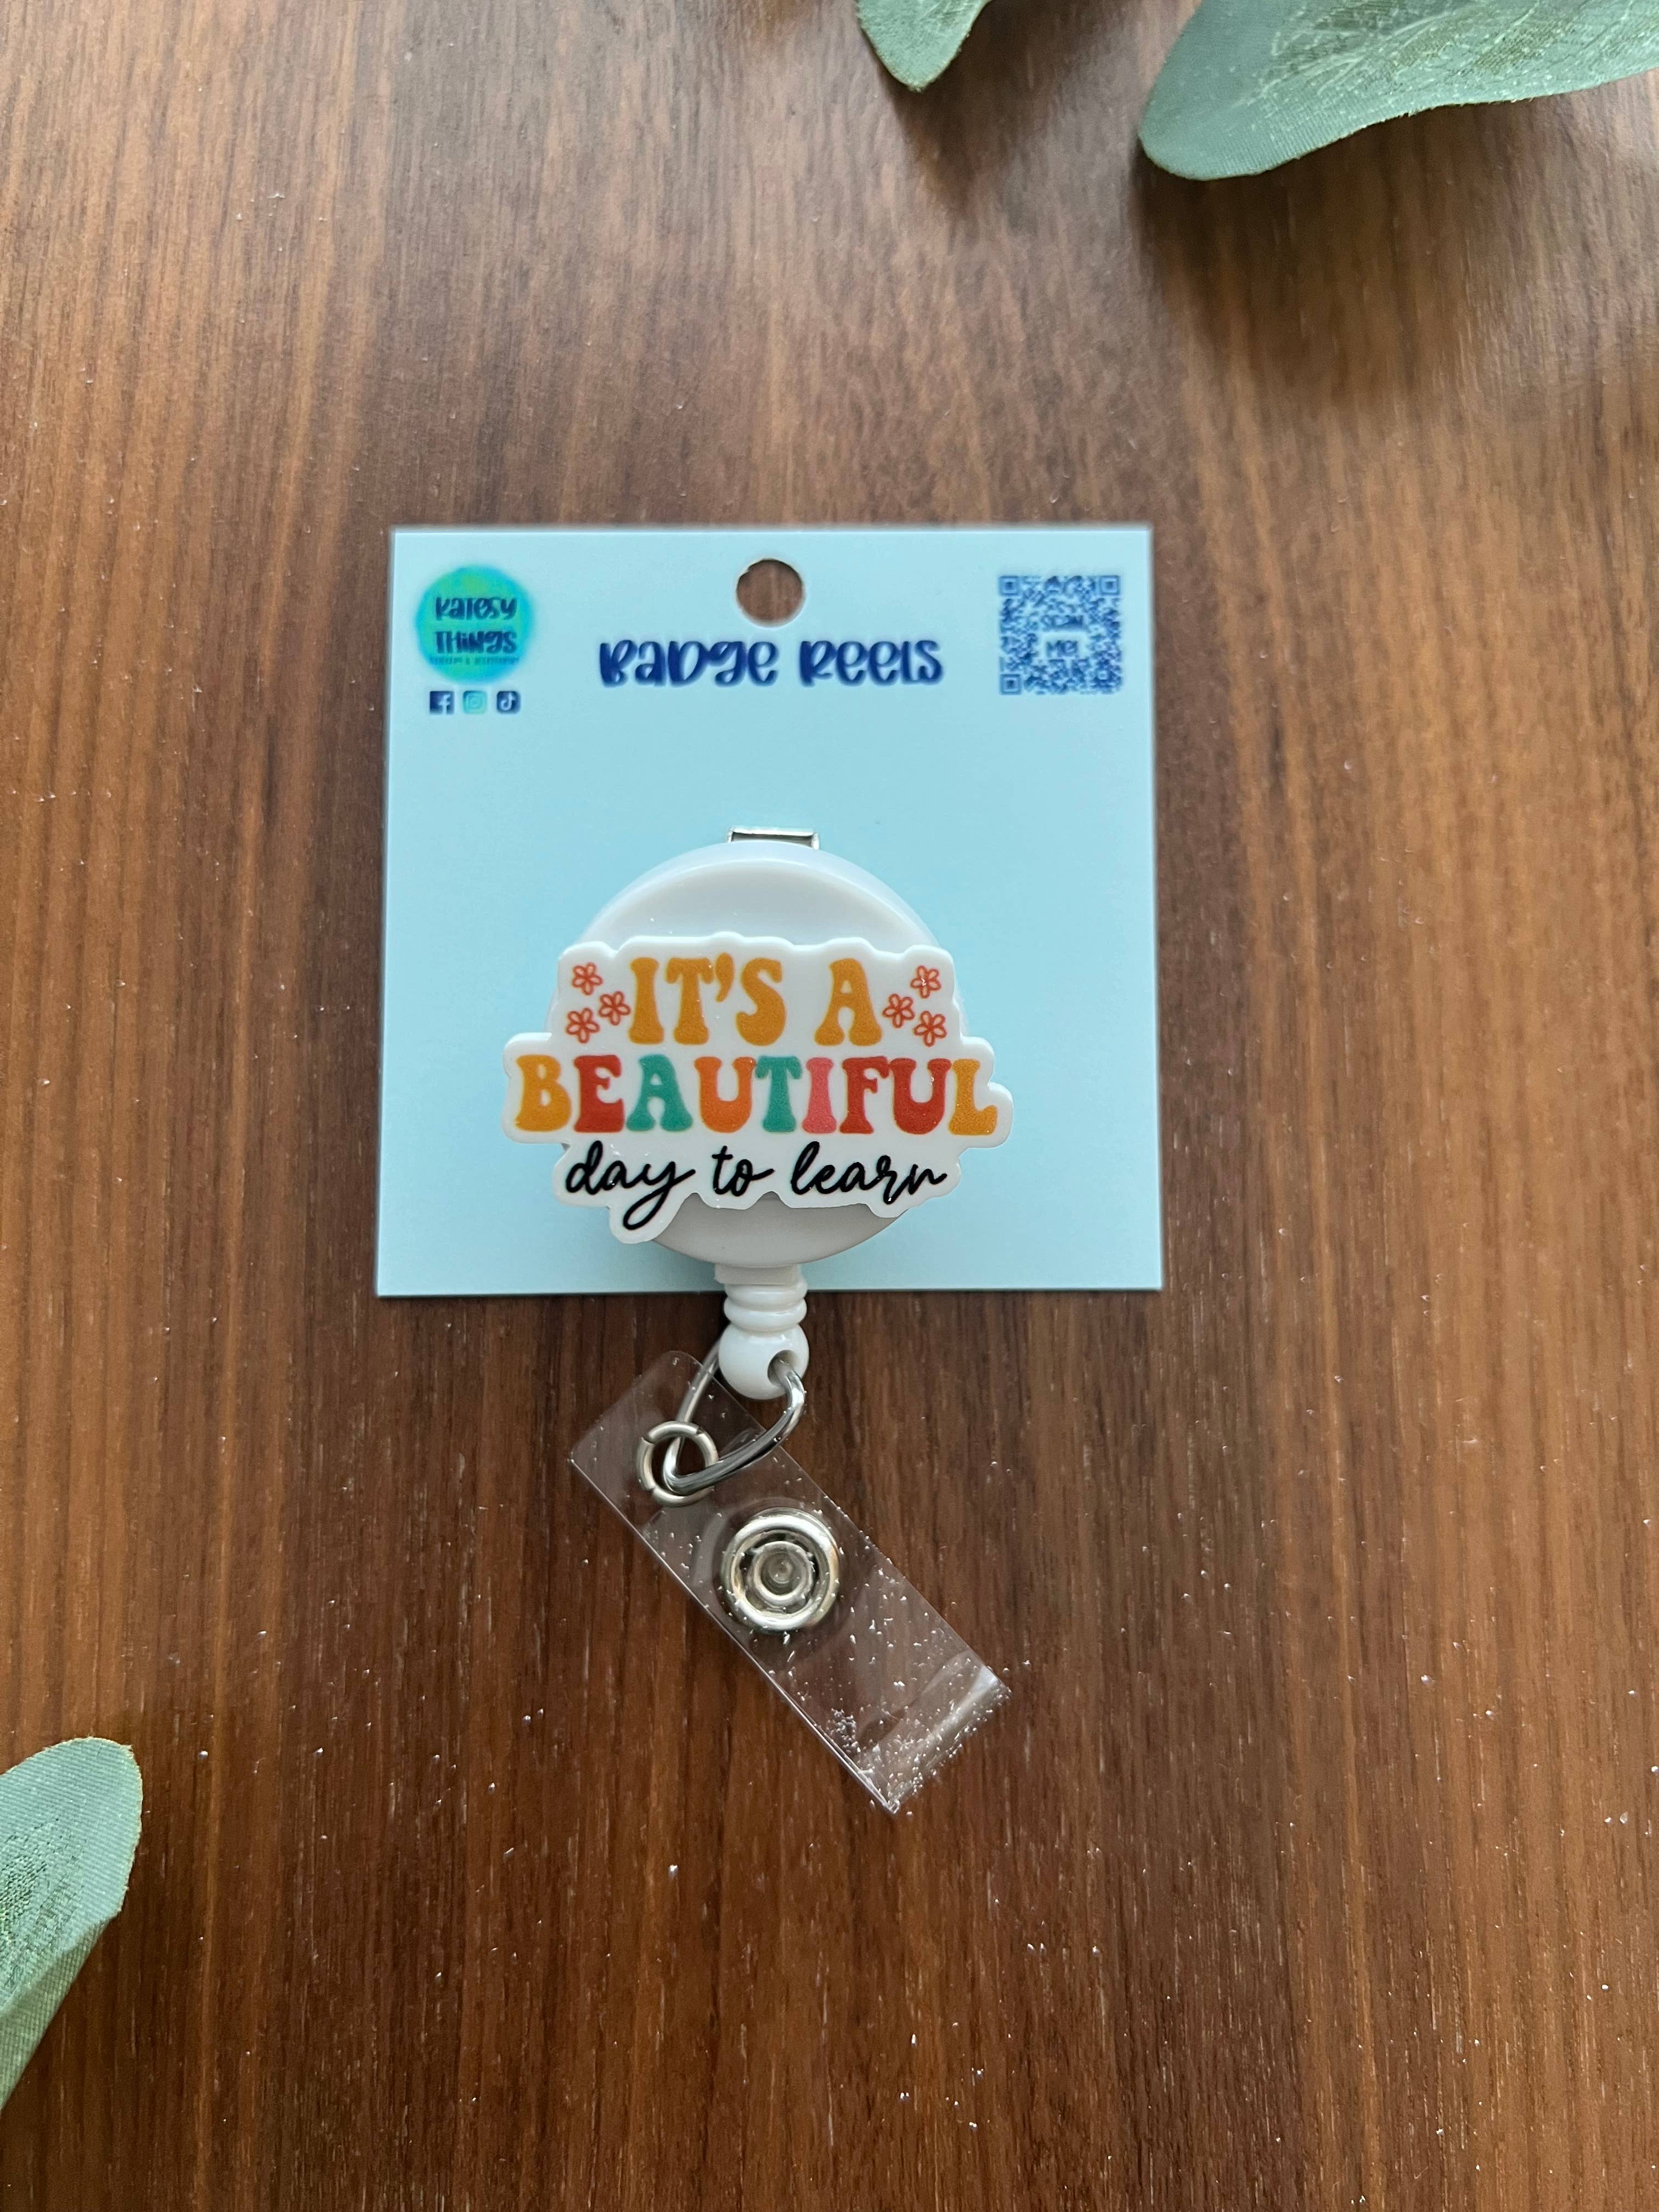 Katesy
Things
Badge Reels
SCAN
ME!
IT'S A
BEAUTIFUL
day to learn